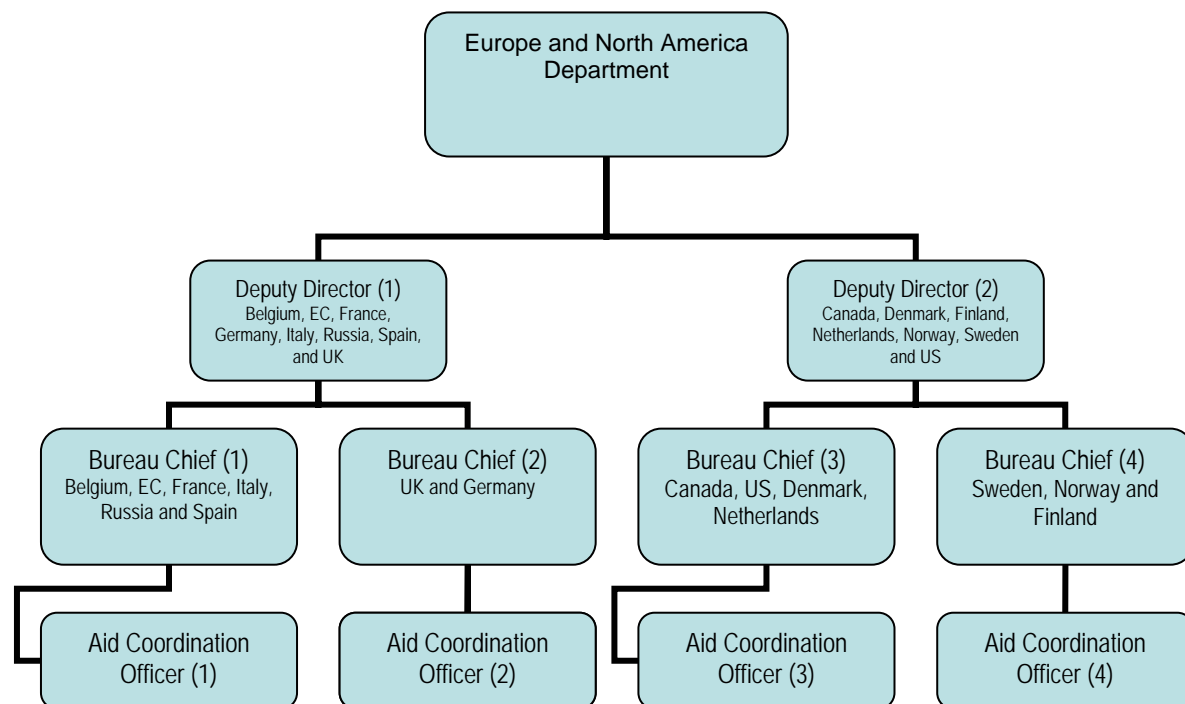 Europe and North America
Department
Deputy Director (1)
Belgium, EC, France,
Germany, Italy, Russia, Spain,
and UK
Deputy Director (2)
Canada, Denmark, Finland,
Netherlands, Norway, Sweden
and US
Bureau Chief (1)
Belgium, EC, France, Italy,
Russia and Spain
Bureau Chief (2)
UK and Germany
Bureau Chief (3)
Canada, US, Denmark,
Netherlands
Bureau Chief (4)
Sweden, Norway and
Finland
Aid Coordination
Officer (1)
Aid Coordination
Officer (2)
Aid Coordination
Officer (3)
Aid Coordination
Officer (4)